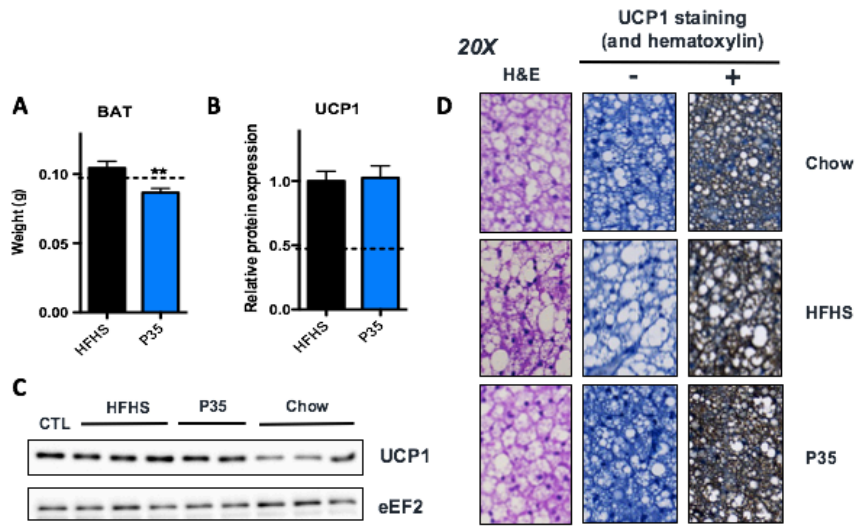 UCP1 staining
(and hematoxylin)
20X
H&E
-
+
A
BAT
B
UCP1
D
Weight (g)
0.10
0.05
0.00
**
HFHS
P35
Relative protein expression
1.0
0.5
0.0
HFHS
P35
Chow
HFHS
P35
C
CTL
HFHS
P35
Chow
UCP1
eEF2